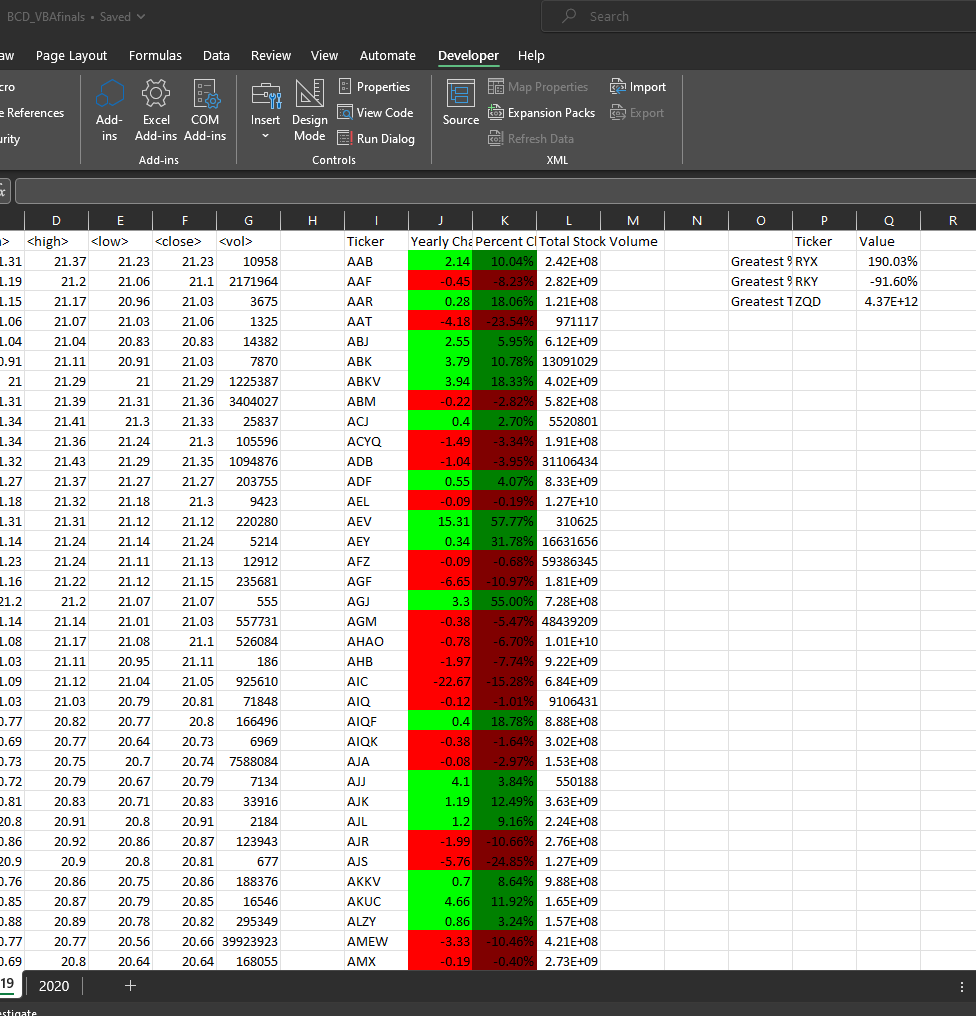 BCD_VBAfinals • Saved
Search
aw Page Layout Formulas Data Review View Automate Developer Help
cro
e References
urity
Add-ins
Excel Add-ins
COM Add-ins
Add-ins
Insert
Design Mode
Properties
View Code
Run Dialog
Controls
Source
Map Properties
Expansion Packs
Refresh Data
Import
Export
XML
D E F G H I J K L M N O P Q R
> <high> <low> <close> <vol> Ticker Yearly Cha Percent Cl Total Stock Volume Ticker Value
1.31 21.37 21.23 21.23 10958 AAB 2.14 10.04% 2.42E+08 Greatest % RYX 190.03%
1.19 21.2 21.06 21.1 2171964 AAF -0.45 -8.23% 2.82E+09 Greatest % RKY -91.60%
1.15 21.17 20.96 21.03 3675 AAR 0.28 18.06% 1.21E+08 Greatest T ZQD 4.37E+12
1.06 21.07 21.03 21.06 1325 AAT -4.18 -23.54% 971117
1.04 21.04 20.83 20.83 14382 ABJ 2.55 5.95% 6.12E+09
0.91 21.11 20.91 21.03 7870 ABK 3.79 10.78% 13091029
21 21.29 21 21.29 1225387 ABKV 3.94 18.33% 4.02E+09
1.31 21.39 21.31 21.36 3404027 ABM -0.22 -2.82% 5.82E+08
1.34 21.41 21.3 21.33 25837 ACJ 0.4 2.70% 5520801
1.34 21.36 21.24 21.3 105596 ACYQ -1.49 -3.34% 1.91E+08
1.32 21.43 21.29 21.35 1094876 ADB -1.04 -3.95% 31106434
1.27 21.37 21.27 21.27 203755 ADF 0.55 4.07% 8.33E+09
1.18 21.32 21.18 21.3 9423 AEL -0.09 -0.19% 1.27E+10
1.31 21.31 21.12 21.12 220280 AEV 15.31 57.77% 310625
1.14 21.24 21.14 21.24 5214 AEY 0.34 31.78% 16631656
1.23 21.24 21.11 21.13 12912 AFZ -0.09 -0.68% 59386345
1.16 21.22 21.12 21.15 235681 AGF -6.65 -10.97% 1.81E+09
21.2 21.2 21.07 21.07 555 AGJ 3.3 55.00% 7.28E+08
1.14 21.14 21.01 21.03 557731 AGM -0.38 -5.47% 48439209
1.08 21.17 21.08 21.1 526084 AHAO -0.78 -6.70% 1.01E+10
1.03 21.11 20.95 21.11 186 AHB -1.97 -7.74% 9.22E+09
1.09 21.12 21.04 21.05 925610 AIC -22.67 -15.28% 6.84E+09
1.03 21.03 20.79 20.81 71848 AIQ -0.12 -1.01% 9106431
0.77 20.82 20.77 20.8 166496 AIQF 0.4 18.78% 8.88E+08
0.69 20.77 20.64 20.73 6969 AIQK -0.38 -1.64% 3.02E+08
0.73 20.75 20.7 20.74 7588084 AJA -0.08 -2.97% 1.53E+08
0.72 20.79 20.67 20.79 7134 AJJ 4.1 3.84% 550188
0.81 20.83 20.71 20.83 33916 AJK 1.19 12.49% 3.63E+09
20.8 20.91 20.8 20.91 2184 AJL 1.2 9.16% 2.24E+08
0.86 20.92 20.86 20.87 123943 AJR -1.99 -10.66% 2.76E+08
20.9 20.9 20.8 20.81 677 AJS -5.76 -24.85% 1.27E+09
0.76 20.86 20.75 20.86 188376 AKKV 0.7 8.64% 9.88E+08
0.85 20.87 20.79 20.85 16546 AKUC 4.66 11.92% 1.65E+09
0.88 20.89 20.78 20.82 295349 ALZY 0.86 3.24% 1.57E+08
0.77 20.77 20.56 20.66 39923923 AMEW -3.33 -10.46% 4.21E+08
0.69 20.8 20.64 20.64 168055 AMX -0.19 -0.49% 2.73E+09
19 2020 +
estigate